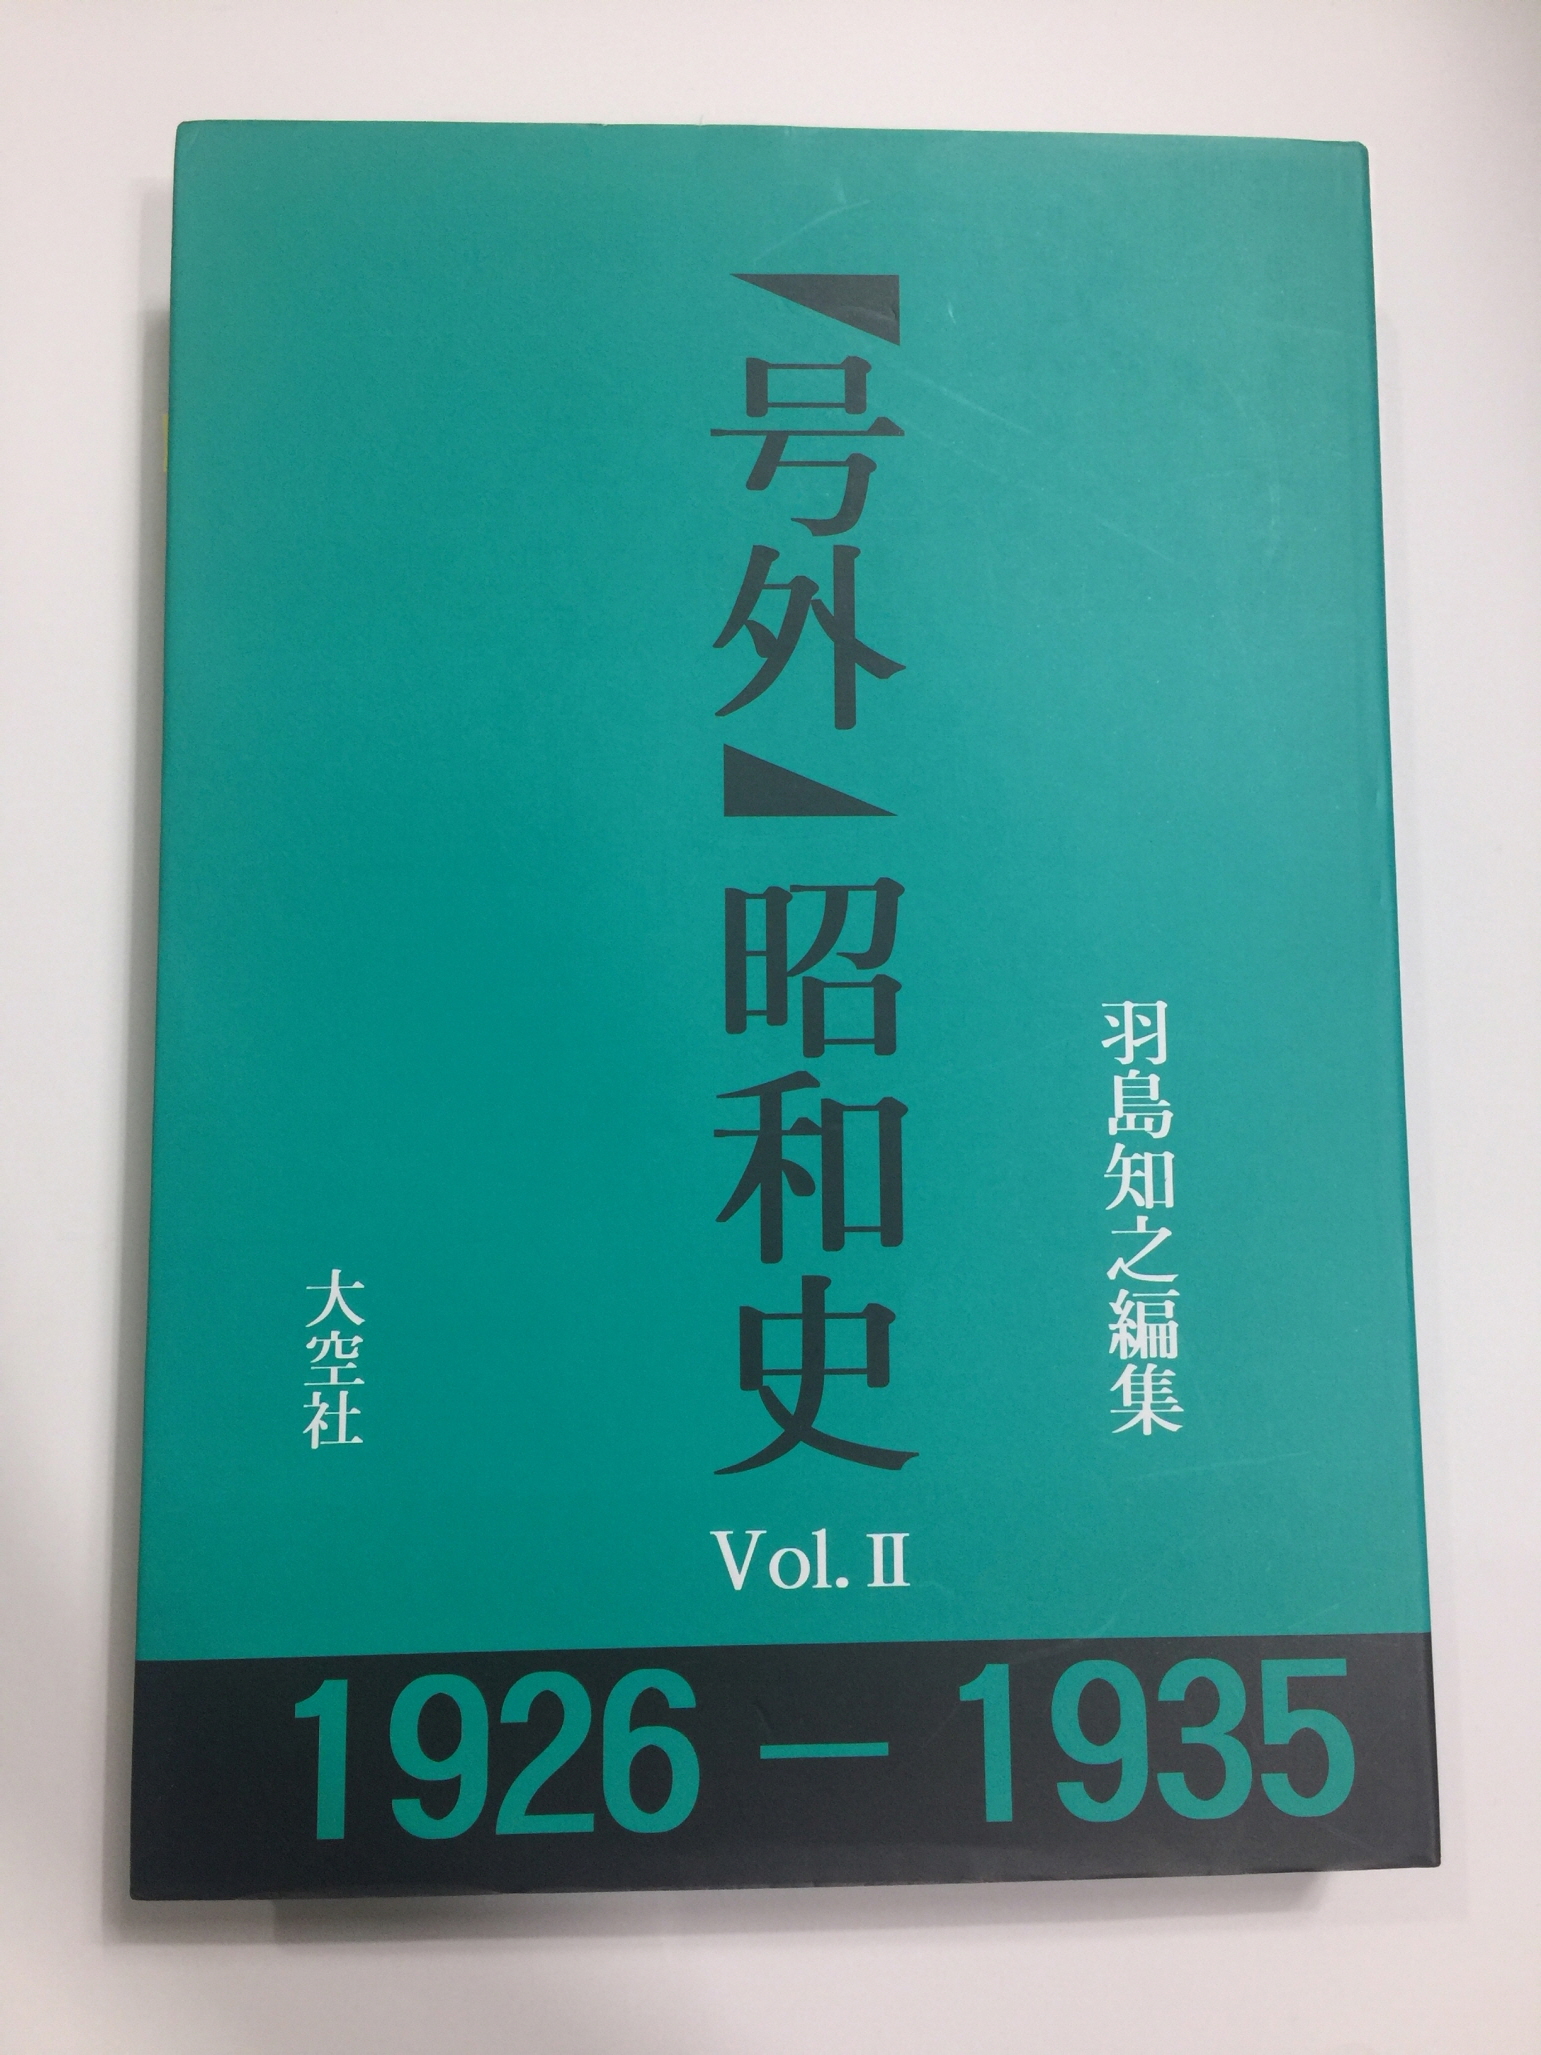 羽島知之編集
【号外】昭和史
Vol.Ⅱ
大空社
1926—1935